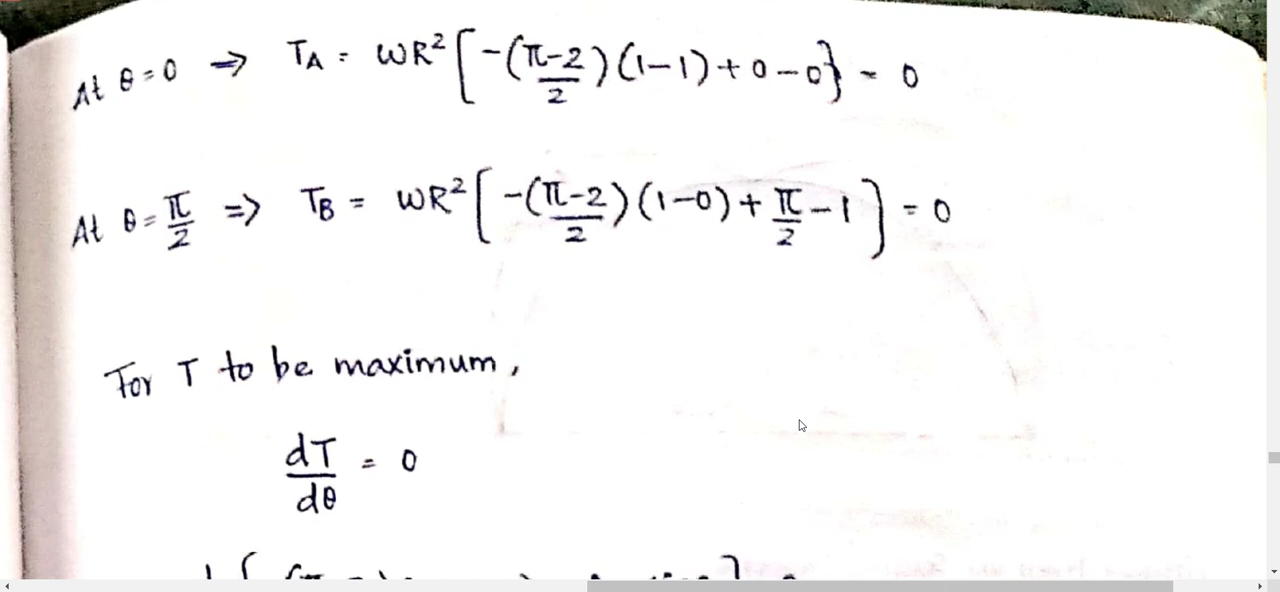 At θ=0 ⇒ T_A = WR² [ -(π-2)/2 (1-1) + 0 - 0 } = 0
At θ = π/2 ⇒ T_B = WR² [ -(π-2)/2 (1-0) + π/2 - 1 ] = 0
For T to be maximum,
dT/dθ = 0